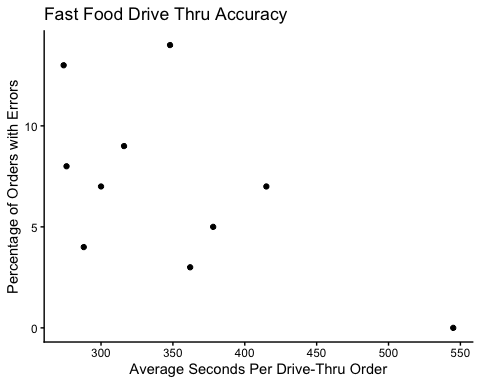 Fast Food Drive Thru Accuracy
Percentage of Orders with Errors
10
5
0
300 350 400 450 500 550
Average Seconds Per Drive-Thru Order